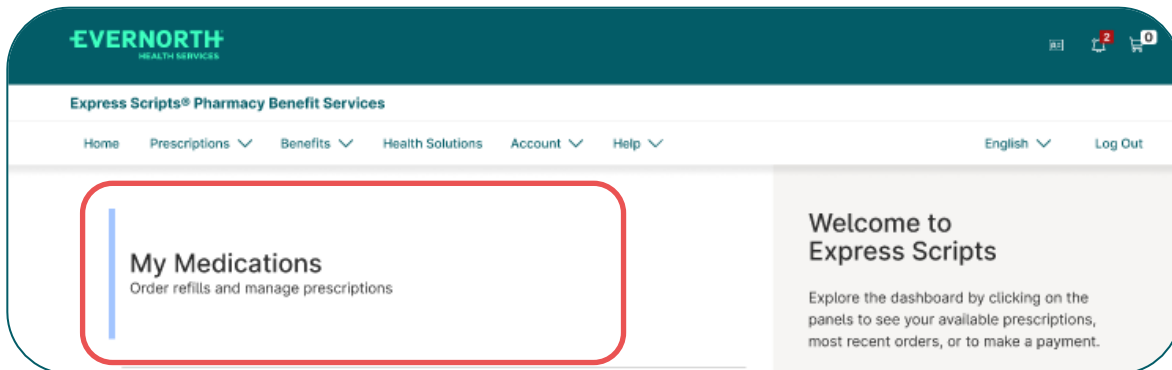 EVERNORTH
HEALTH SERVICES
2
0
Express Scripts® Pharmacy Benefit Services
Home Prescriptions Benefits Health Solutions Account Help English Log Out
My Medications
Order refills and manage prescriptions
Welcome to
Express Scripts
Explore the dashboard by clicking on the
panels to see your available prescriptions,
most recent orders, or to make a payment.